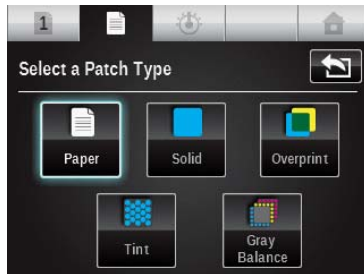 1
Select a Patch Type
Paper
Solid
Overprint
Tint
Gray
Balance